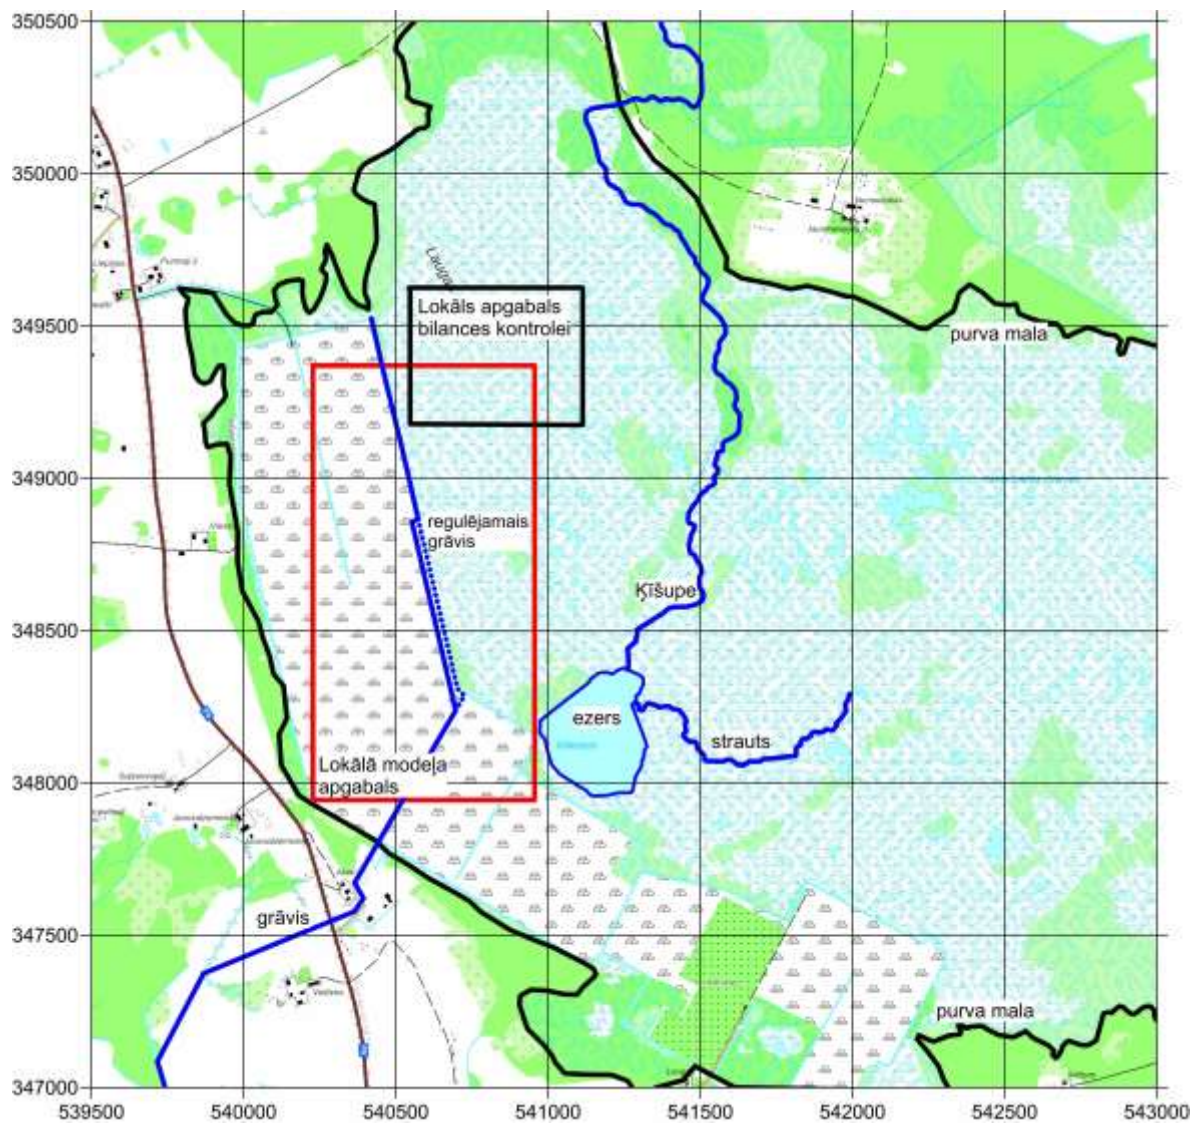 350500
350000
349500
349000
348500
348000
347500
347000
Lokāls apgabals
bilances kontrolei
purva mala
regulējamais
grāvis
Ķīšupe
ezers
strauts
Lokālā modeļa
apgabals
grāvis
purva mala
539500 540000 540500 541000 541500 542000 542500 543000